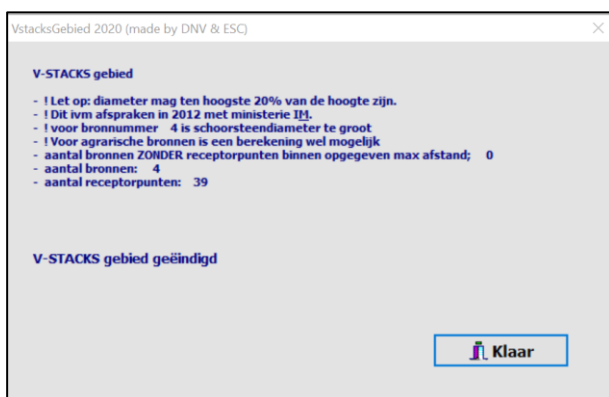 VstacksGebied 2020 (made by DNV & ESC)
V-STACKS gebied
- ! Let op: diameter mag ten hoogste 20% van de hoogte zijn.
- ! Dit ivm afspraken in 2012 met ministerie IM.
- ! voor bronnummer 4 is schoorsteendiameter te groot
- ! Voor agrarische bronnen is een berekening wel mogelijk
- aantal bronnen ZONDER receptorpunten binnen opgegeven max afstand; 0
- aantal bronnen: 4
- aantal receptorpunten: 39
V-STACKS gebied geëindigd
Klaar